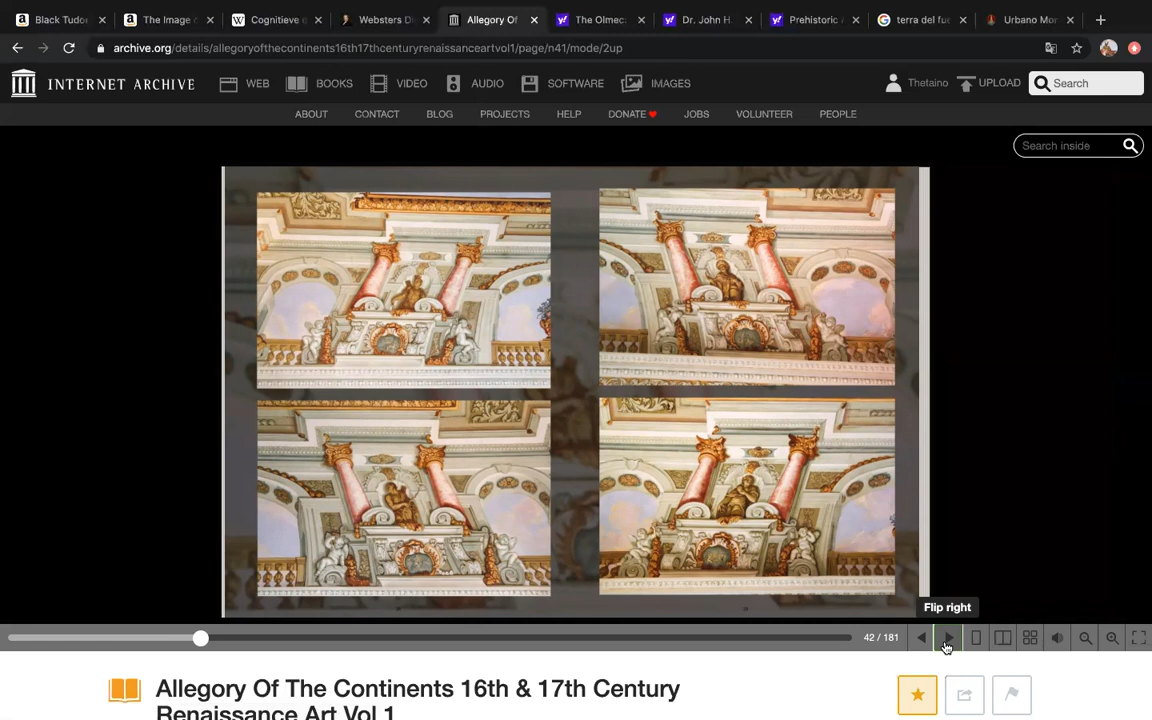 Black Tudo
The Image o
Cognitieve d
Websters Di
Allegory Of
The Olmec
Dr. John H.
Prehistoric A
terra del fue
Urbano Mon
archive.org/details/allegoryofthecontinents16th17thcenturyrenaissanceartvol1/page/n41/mode/2up
INTERNET ARCHIVE
WEB
BOOKS
VIDEO
AUDIO
SOFTWARE
IMAGES
Thetaino
UPLOAD
Search
ABOUT
CONTACT
BLOG
PROJECTS
HELP
DONATE
JOBS
VOLUNTEER
PEOPLE
Search inside
Flip right
42 / 181
Allegory Of The Continents 16th & 17th Century
Renaissance Art Vol 1